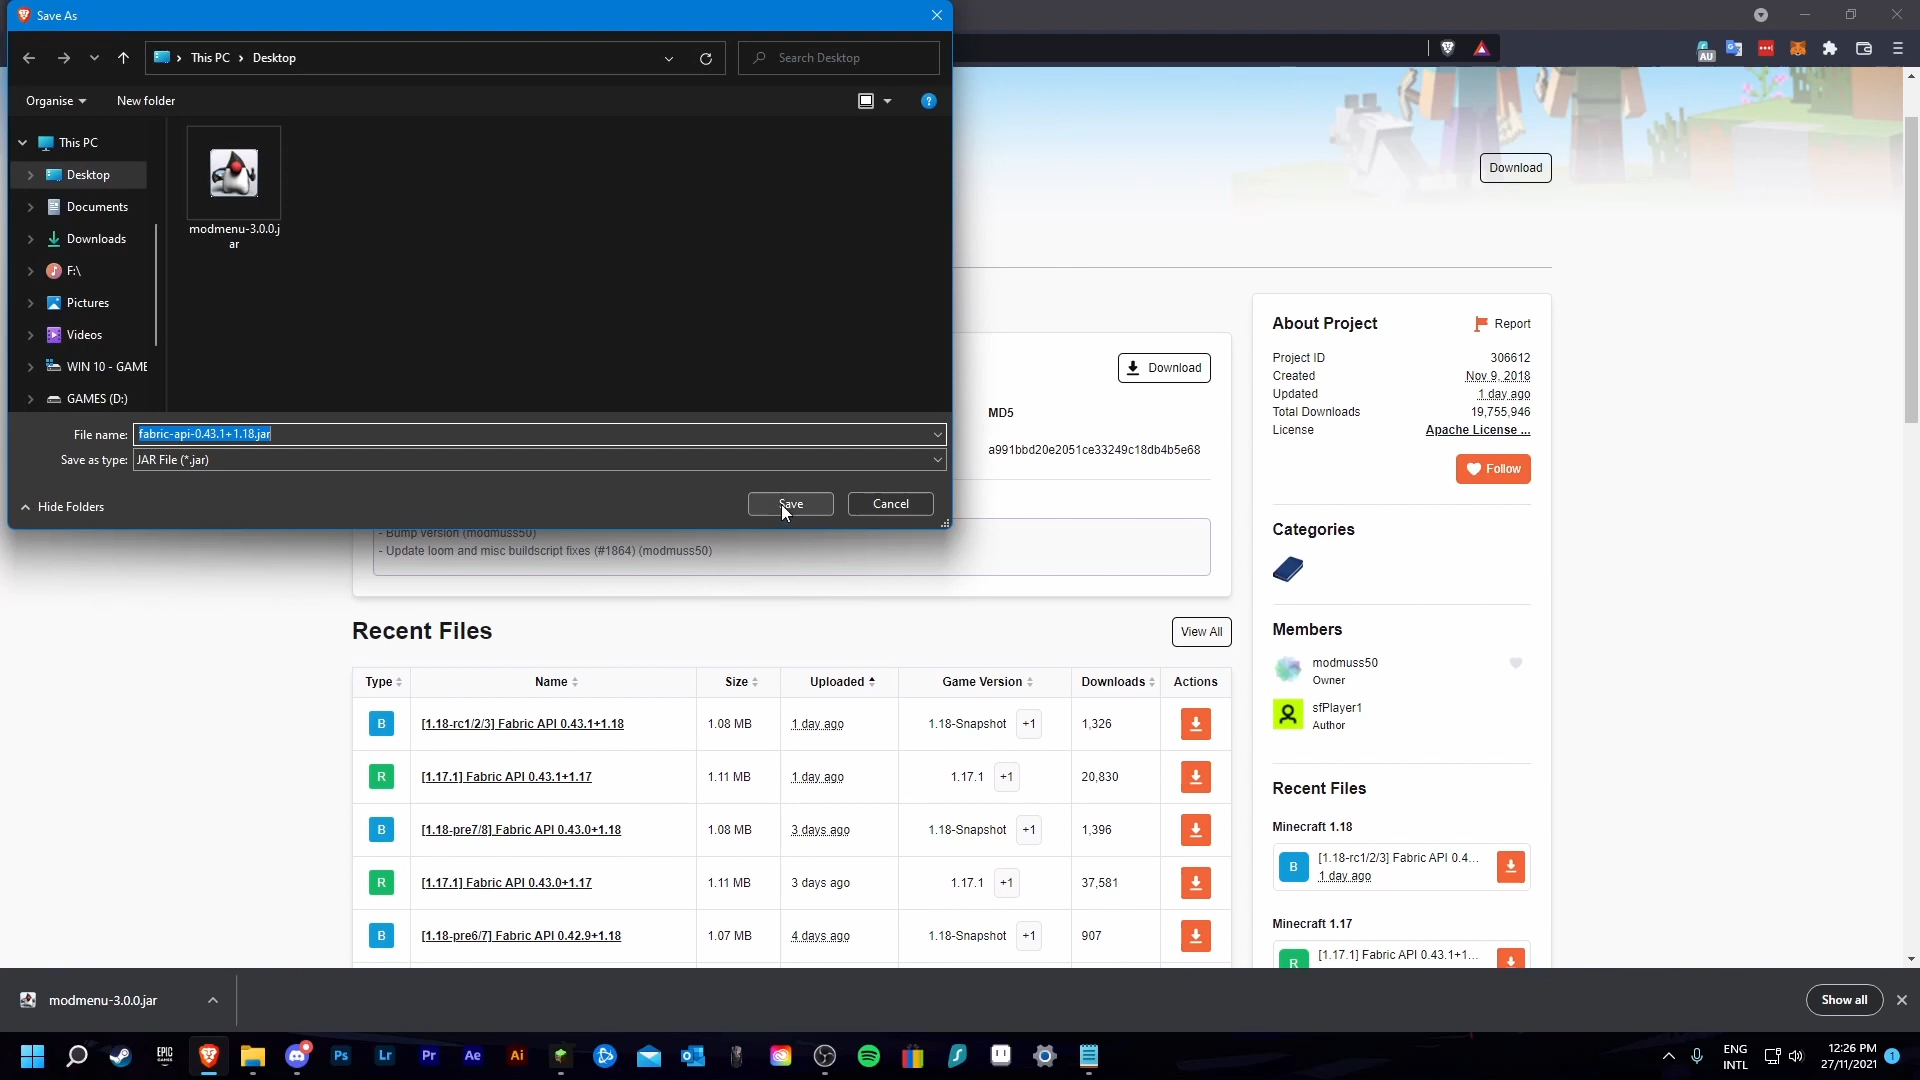 Save As
This PC
Desktop
Search Desktop
Organise
New folder
This PC
Desktop
Documents
Downloads
F:\
Pictures
Videos
WIN 10 - GAME
GAMES (D:)
modmenu-3.0.0.j
ar
File name: fabric-api-0.43.1+1.18.jar
Save as type: JAR File (*.jar)
Hide Folders
Save
Cancel
AU
Download
Download
MD5
a991bbd20e2051ce33249c18db4b5e68
- Bump version (modmuss50)
- Update loom and misc buildscript fixes (#1864) (modmuss50)
Recent Files
View All
Type Name Size Uploaded Game Version Downloads Actions
B [1.18-rc1/2/3] Fabric API 0.43.1+1.18 1.08 MB 1 day ago 1.18-Snapshot +1 1,326
R [1.17.1] Fabric API 0.43.1+1.17 1.11 MB 1 day ago 1.17.1 +1 20,830
B [1.18-pre7/8] Fabric API 0.43.0+1.18 1.08 MB 3 days ago 1.18-Snapshot +1 1,396
R [1.17.1] Fabric API 0.43.0+1.17 1.11 MB 3 days ago 1.17.1 +1 37,581
B [1.18-pre6/7] Fabric API 0.42.9+1.18 1.07 MB 4 days ago 1.18-Snapshot +1 907
About Project
Report
Project ID 306612
Created Nov 9, 2018
Updated 1 day ago
Total Downloads 19,755,946
License Apache License ...
Follow
Categories
Members
modmuss50
Owner
sfPlayer1
Author
Recent Files
Minecraft 1.18
B [1.18-rc1/2/3] Fabric API 0.4...
1 day ago
Minecraft 1.17
R [1.17.1] Fabric API 0.43.1+1...
modmenu-3.0.0.jar
Show all
EPIC
GAMES
Ps
Lr
Pr
Ae
Ai
ENG
INTL
12:26 PM
27/11/2021
1